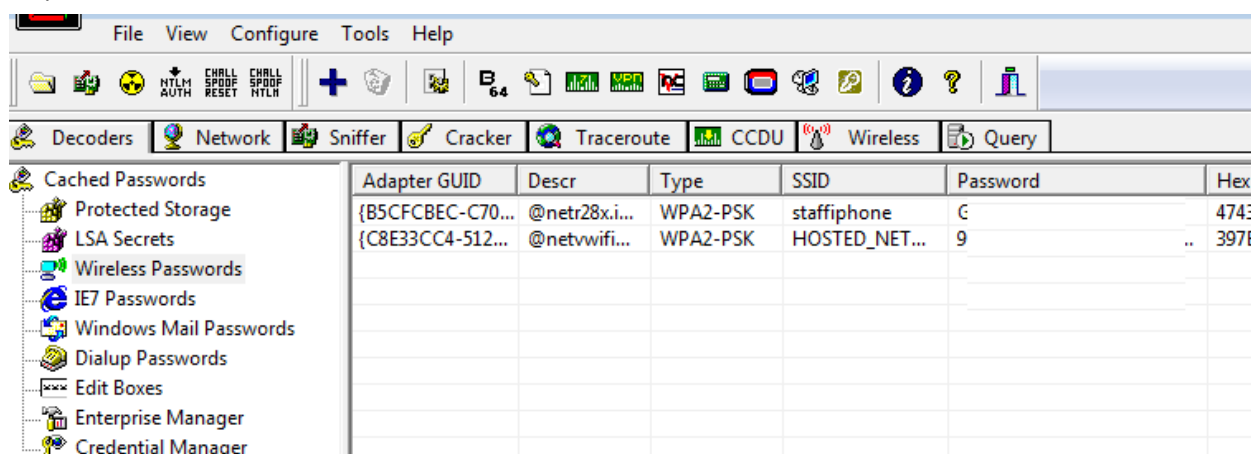 File View Configure Tools Help
NTLM AUTH CHALL SPOOF RESET CHALL SPOOF NTLM B64
Decoders Network Sniffer Cracker Traceroute CCDU Wireless Query
Cached Passwords Adapter GUID Descr Type SSID Password Hex
Protected Storage {B5CFCBEC-C70... @netr28x.i... WPA2-PSK staffiphone G 4743
LSA Secrets {C8E33CC4-512... @netvwifi... WPA2-PSK HOSTED_NET... 9 .. 397E
Wireless Passwords
IE7 Passwords
Windows Mail Passwords
Dialup Passwords
Edit Boxes
Enterprise Manager
Credential Manager